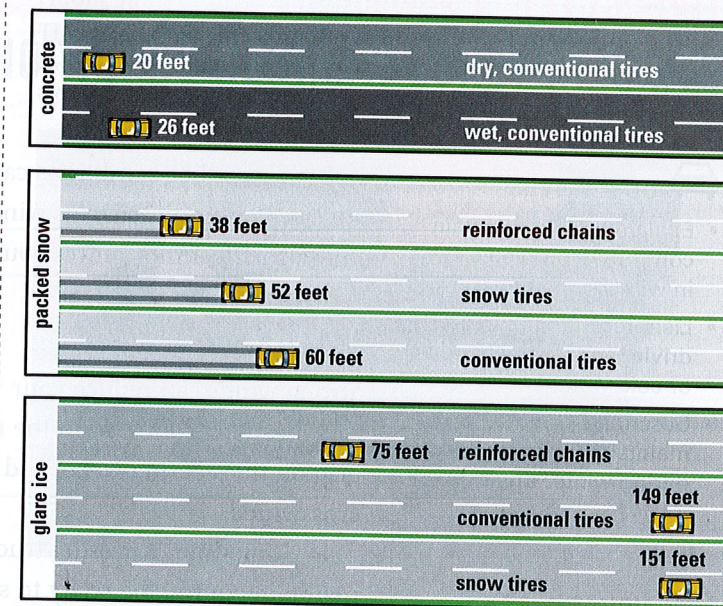 concrete
20 feet
dry, conventional tires
26 feet
wet, conventional tires
packed snow
38 feet
reinforced chains
52 feet
snow tires
60 feet
conventional tires
glare ice
75 feet
reinforced chains
149 feet
conventional tires
151 feet
snow tires